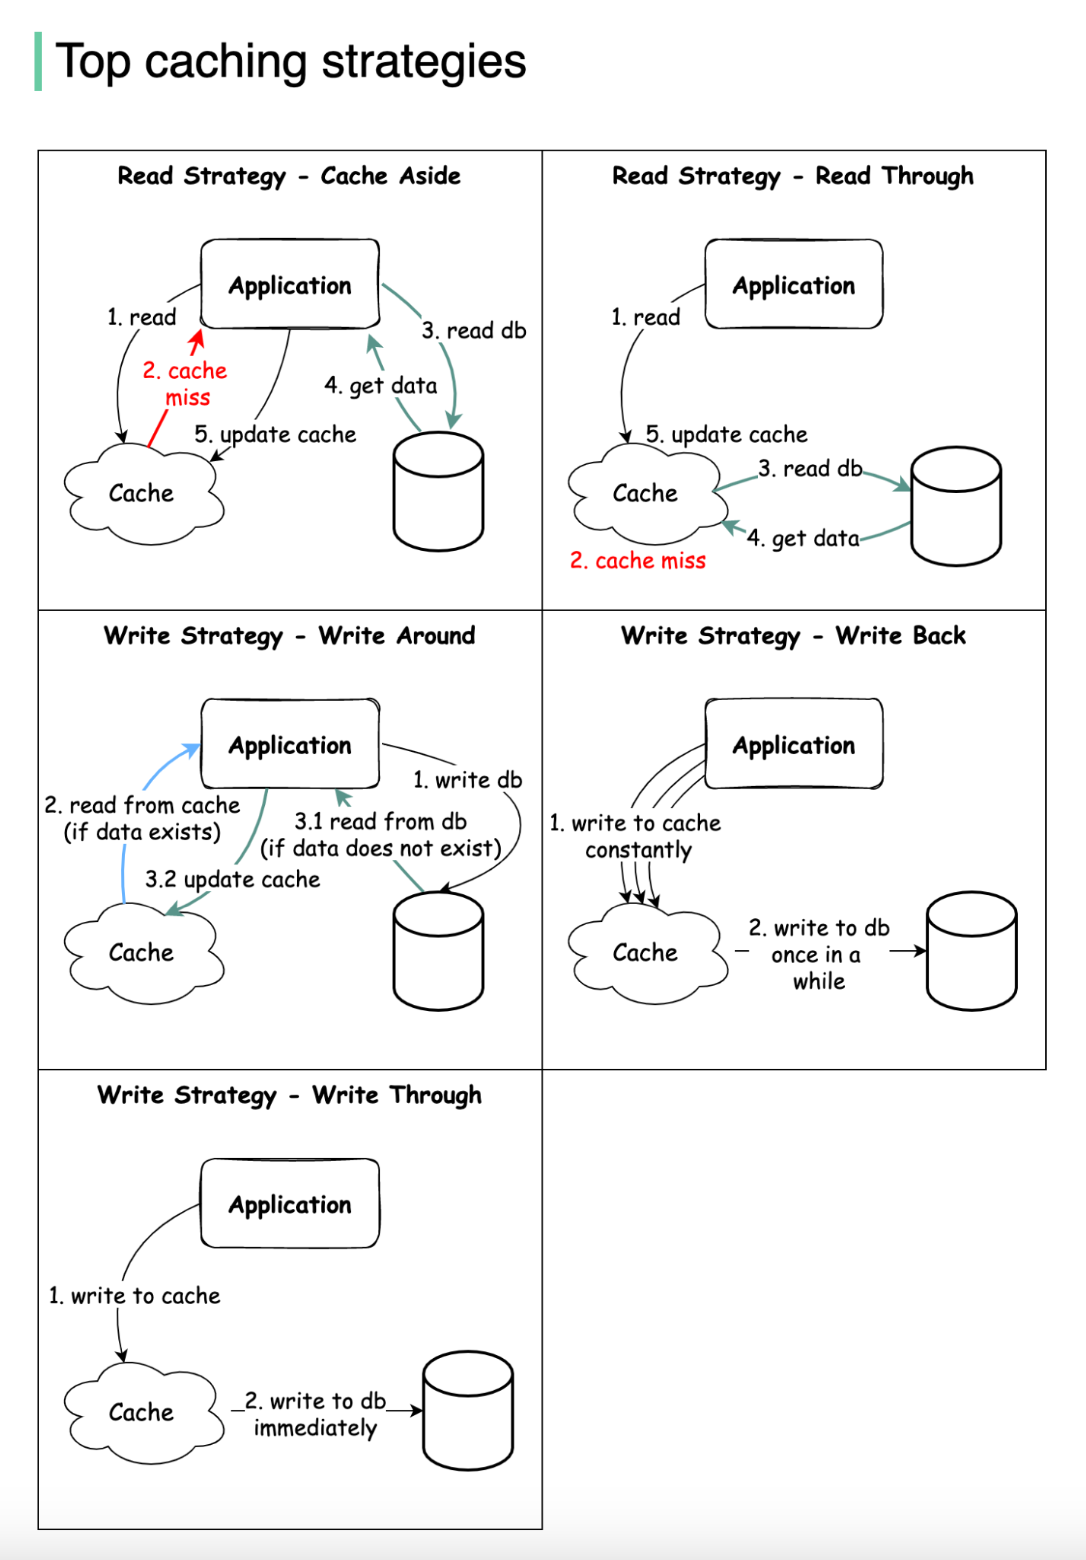 Top caching strategies
Read Strategy - Cache Aside
Application
1. read
3. read db
2. cache
miss
4. get data
5. update cache
Cache
Read Strategy - Read Through
Application
1. read
5. update cache
3. read db
Cache
4. get data
2. cache miss
Write Strategy - Write Around
Application
1. write db
2. read from cache
(if data exists)
3.1 read from db
(if data does not exist)
3.2 update cache
Cache
Write Strategy - Write Back
Application
1. write to cache
constantly
Cache
2. write to db
once in a
while
Write Strategy - Write Through
Application
1. write to cache
Cache
2. write to db
immediately